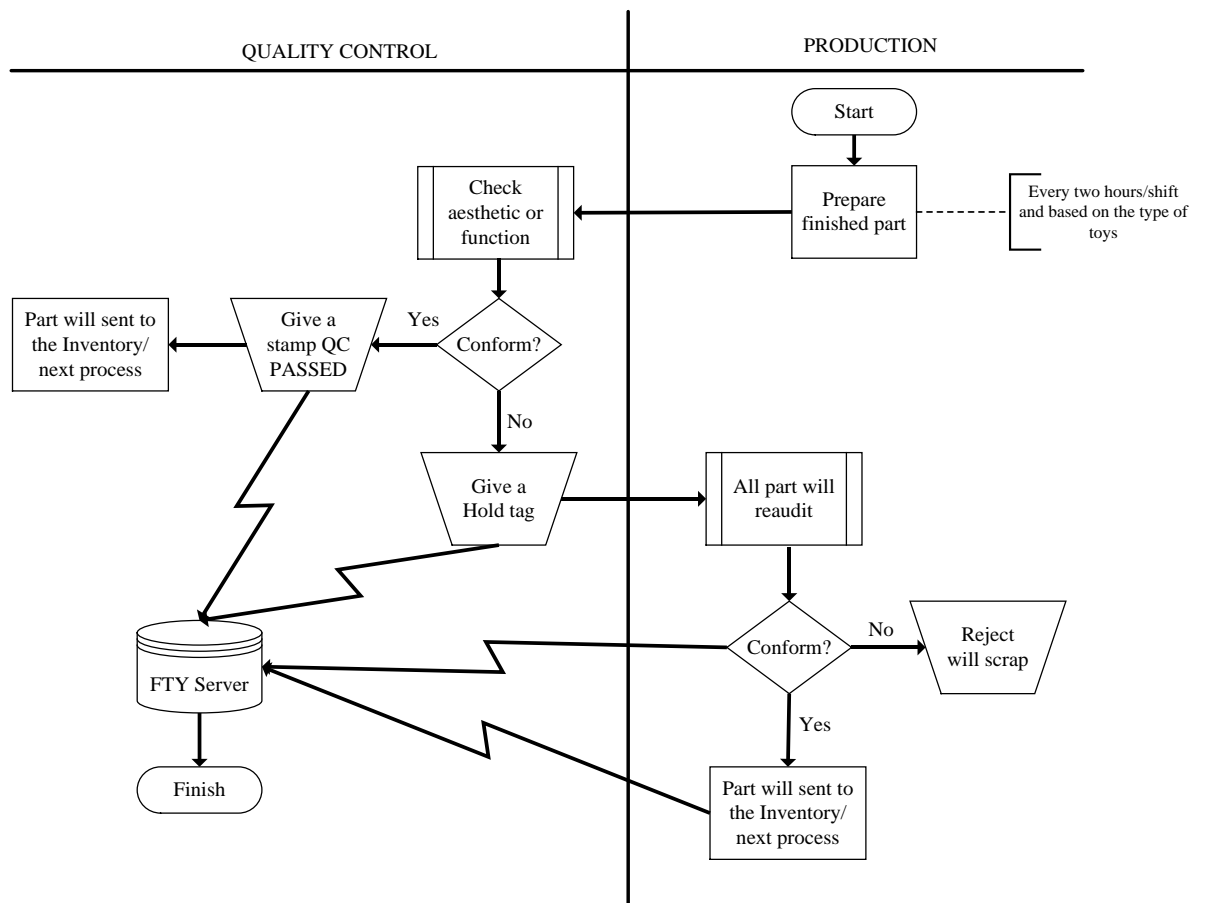 QUALITY CONTROL
PRODUCTION
Start
Prepare
finished part
Every two hours/shift
and based on the type of
toys
Check
aesthetic or
function
Conform?
Yes
Give a
stamp QC
PASSED
Part will sent to
the Inventory/
next process
No
Give a
Hold tag
All part will
reaudit
Conform?
No
Reject
will scrap
Yes
Part will sent to
the Inventory/
next process
FTY Server
Finish